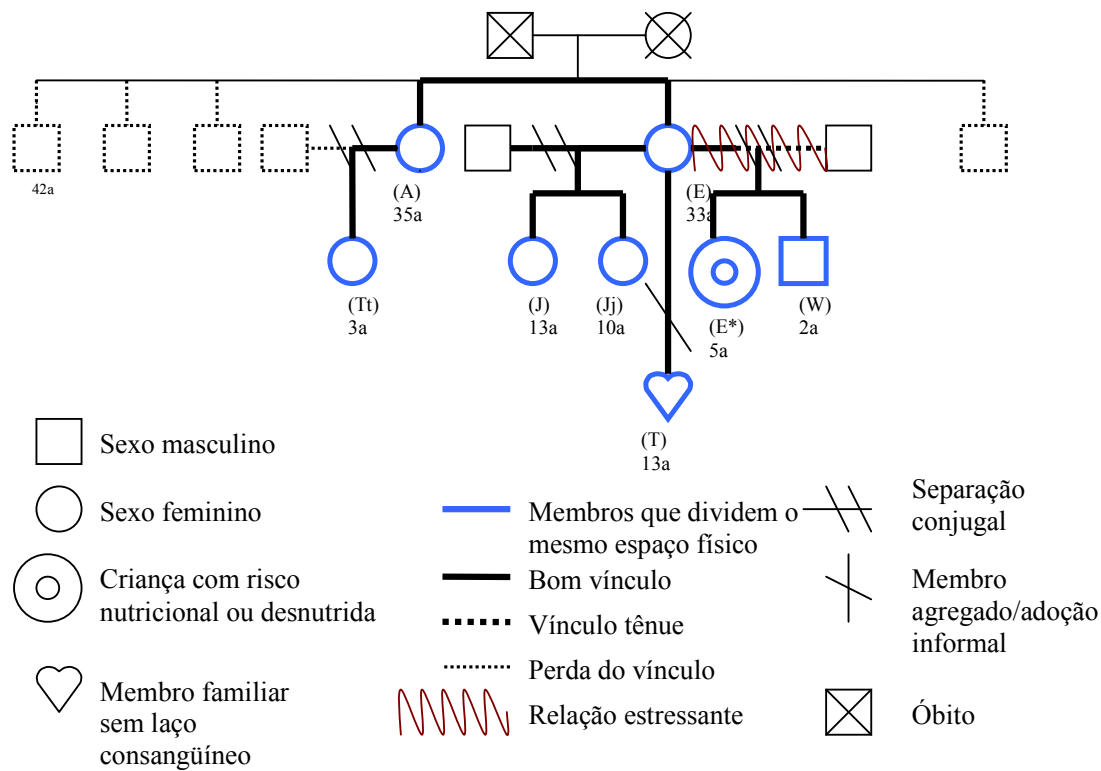 42a
(A)
35a
(E)
33a
(Tt)
3a
(J)
13a
(Jj)
10a
(E*)
5a
(W)
2a
(T)
13a
Sexo masculino
Sexo feminino
Criança com risco
nutricional ou desnutrida
Membro familiar
sem laço
consangüíneo
Membros que dividem o
mesmo espaço físico
Bom vínculo
Vínculo tênue
Perda do vínculo
Relação estressante
Separação
conjugal
Membro
agregado/adoção
informal
Óbito